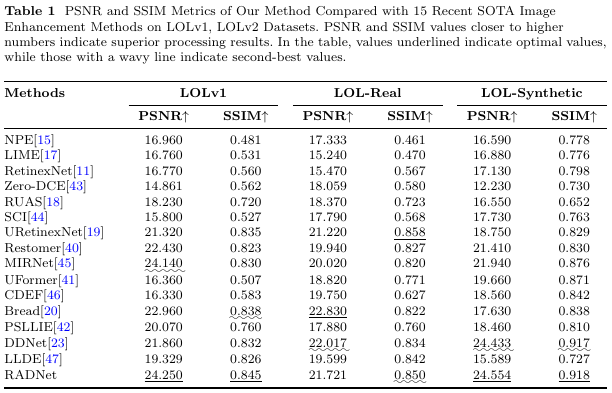 Table 1 PSNR and SSIM Metrics of Our Method Compared with 15 Recent SOTA Image
Enhancement Methods on LOLv1, LOLv2 Datasets. PSNR and SSIM values closer to higher
numbers indicate superior processing results. In the table, values underlined indicate optimal values,
while those with a wavy line indicate second-best values.
Methods LOLv1 LOL-Real LOL-Synthetic
PSNR↑ SSIM↑ PSNR↑ SSIM↑ PSNR↑ SSIM↑
NPE[15] 16.960 0.481 17.333 0.461 16.590 0.778
LIME[17] 16.760 0.531 15.240 0.470 16.880 0.776
RetinexNet[11] 16.770 0.560 15.470 0.567 17.130 0.798
Zero-DCE[43] 14.861 0.562 18.059 0.580 12.230 0.730
RUAS[18] 18.230 0.720 18.370 0.723 16.550 0.652
SCI[44] 15.800 0.527 17.790 0.568 17.730 0.763
URetinexNet[19] 21.320 0.835 21.220 0.858 18.750 0.829
Restomer[40] 22.430 0.823 19.940 0.827 21.410 0.830
MIRNet[45] 24.140 0.830 20.020 0.820 21.940 0.876
UFormer[41] 16.360 0.507 18.820 0.771 19.660 0.871
CDEF[46] 16.330 0.583 19.750 0.627 18.560 0.842
Bread[20] 22.960 0.838 22.830 0.822 17.630 0.838
PSLLIE[42] 20.070 0.760 17.880 0.760 18.460 0.810
DDNet[23] 21.860 0.832 22.017 0.834 24.433 0.917
LLDE[47] 19.329 0.826 19.599 0.842 15.589 0.727
RADNet 24.250 0.845 21.721 0.850 24.554 0.918